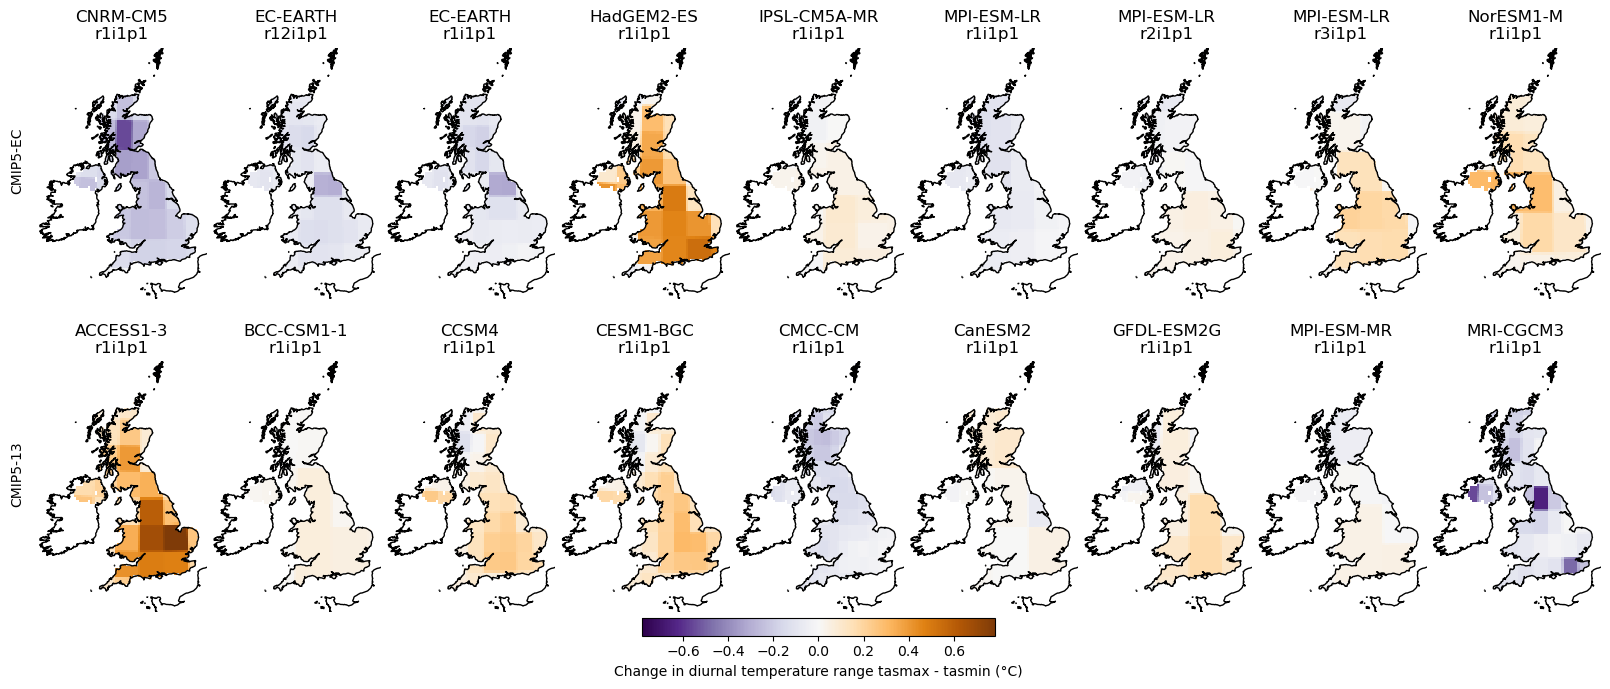 CNRM-CM5
r1i1p1
EC-EARTH
r12i1p1
EC-EARTH
r1i1p1
HadGEM2-ES
r1i1p1
IPSL-CM5A-MR
r1i1p1
MPI-ESM-LR
r1i1p1
MPI-ESM-LR
r2i1p1
MPI-ESM-LR
r3i1p1
NorESM1-M
r1i1p1
CMIP5-EC
ACCESS1-3
r1i1p1
BCC-CSM1-1
r1i1p1
CCSM4
r1i1p1
CESM1-BGC
r1i1p1
CMCC-CM
r1i1p1
CanESM2
r1i1p1
GFDL-ESM2G
r1i1p1
MPI-ESM-MR
r1i1p1
MRI-CGCM3
r1i1p1
CMIP5-13
−0.6 −0.4 −0.2 0.0 0.2 0.4 0.6
Change in diurnal temperature range tasmax - tasmin (°C)